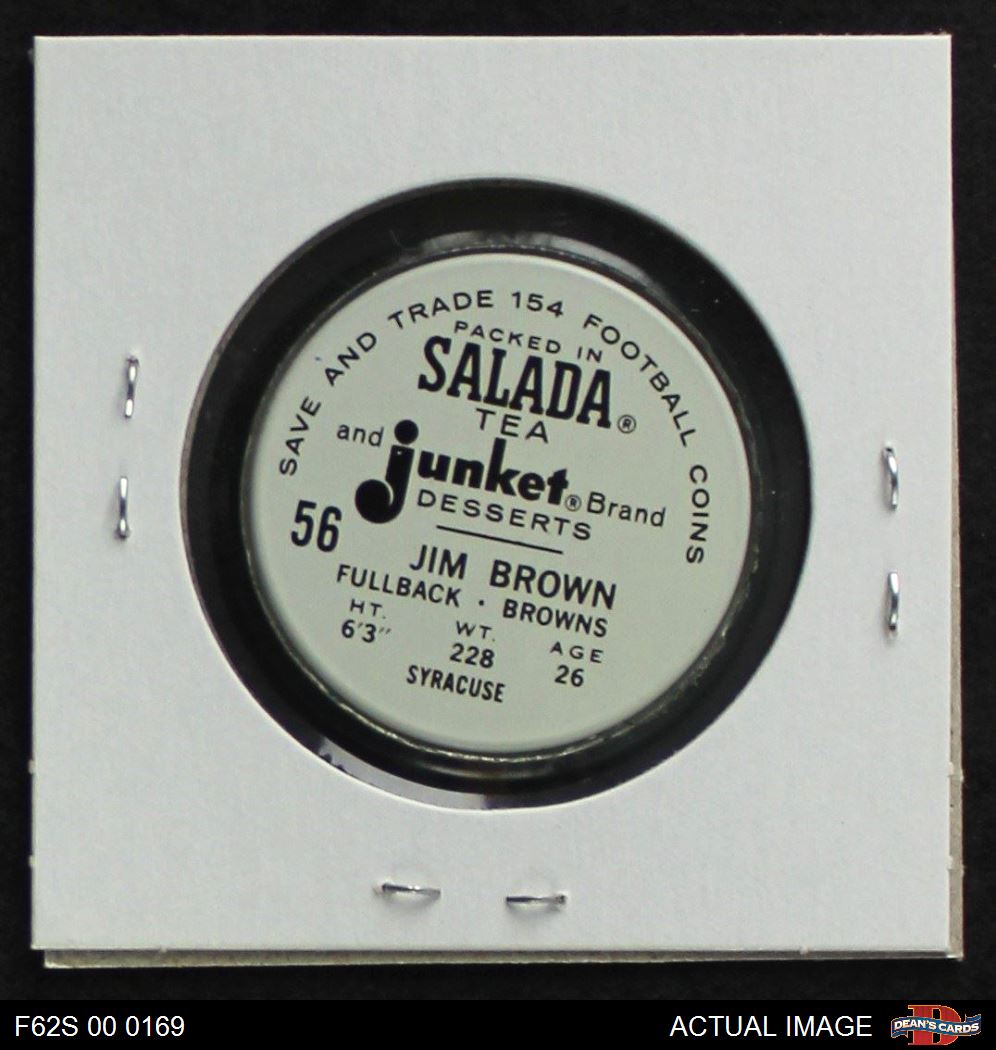 SAVE AND TRADE 154 FOOTBALL COINS
PACKED IN
SALADA®
TEA
and junket® Brand
DESSERTS
56
JIM BROWN
FULLBACK · BROWNS
HT. WT. AGE
6'3" 228 26
SYRACUSE
F62S 00 0169 ACTUAL IMAGE
DEAN'S CARDS